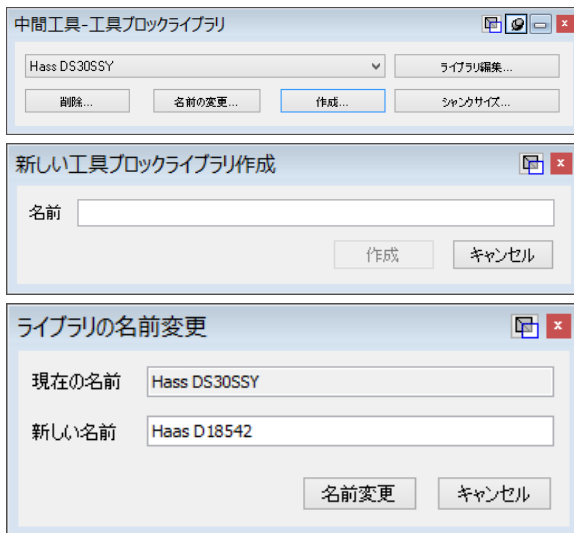 中間工具-工具ブロックライブラリ
Hass DS30SSY
ライブラリ編集...
削除...
名前の変更...
作成...
シャンクサイズ...
新しい工具ブロックライブラリ作成
名前
作成
キャンセル
ライブラリの名前変更
現在の名前 Hass DS30SSY
新しい名前 Haas D18542
名前変更
キャンセル